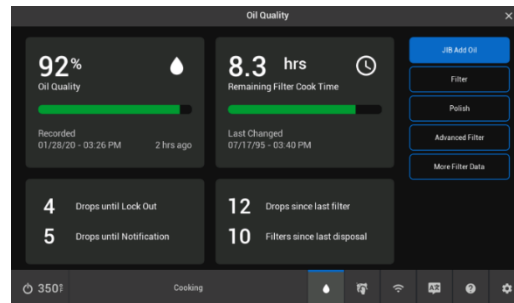 Oil Quality
92%
Oil Quality
Recorded
01/28/20 - 03:26 PM 2 hrs ago
8.3 hrs
Remaining Filter Cook Time
Last Changed
07/17/95 - 03:40 PM
JIB Add Oil
Filter
Polish
Advanced Filter
More Filter Data
4 Drops until Lock Out
5 Drops until Notification
12 Drops since last filter
10 Filters since last disposal
350°F Cooking